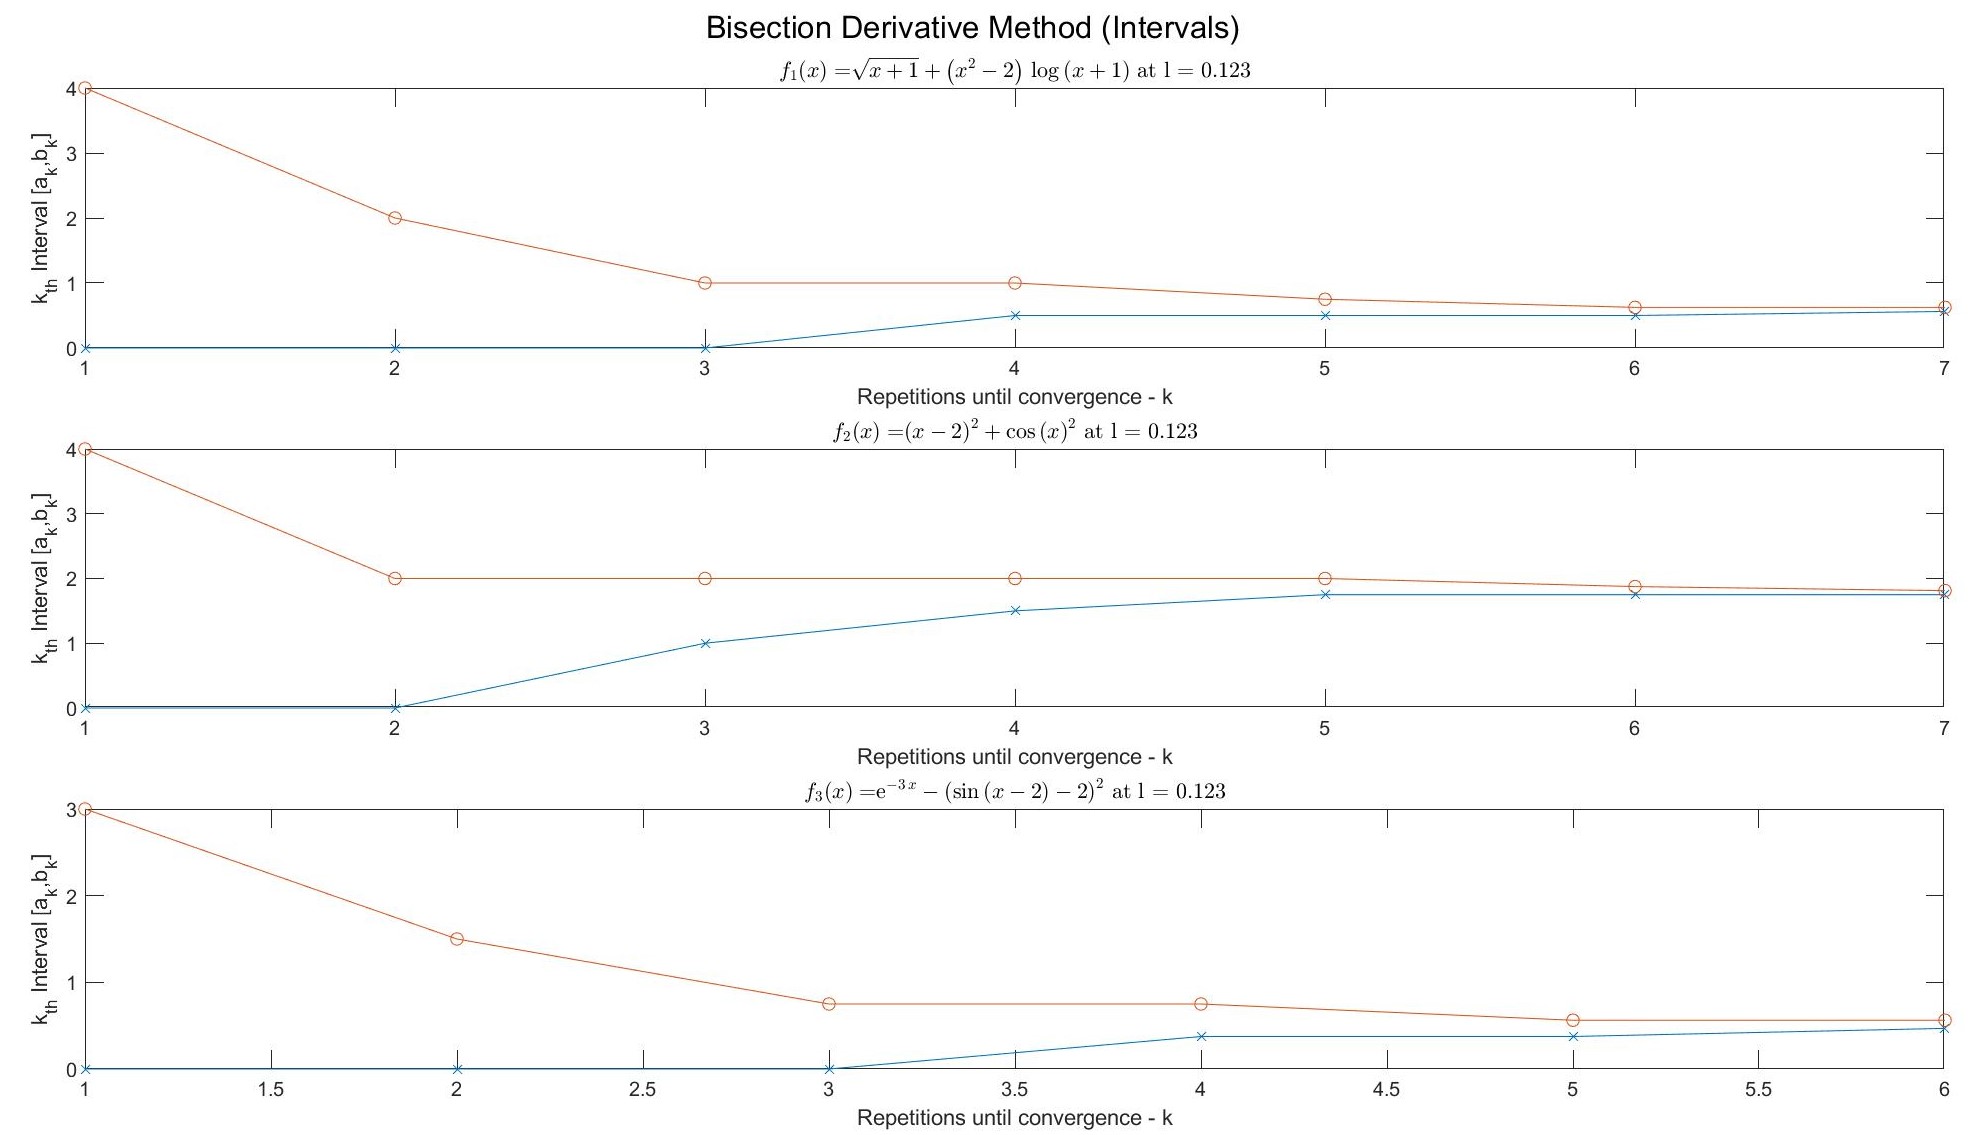 Bisection Derivative Method (Intervals)
f₁(x) =√(x + 1) + (x² − 2) log (x + 1) at l = 0.123
4
3
2
1
0
k_th Interval [a_k,b_k]
1 2 3 4 5 6 7
Repetitions until convergence - k
f₂(x) =(x − 2)² + cos (x)² at l = 0.123
4
3
2
1
0
k_th Interval [a_k,b_k]
1 2 3 4 5 6 7
Repetitions until convergence - k
f₃(x) =e⁻³ˣ − (sin (x − 2) − 2)² at l = 0.123
3
2
1
0
k_th Interval [a_k,b_k]
1 1.5 2 2.5 3 3.5 4 4.5 5 5.5 6
Repetitions until convergence - k